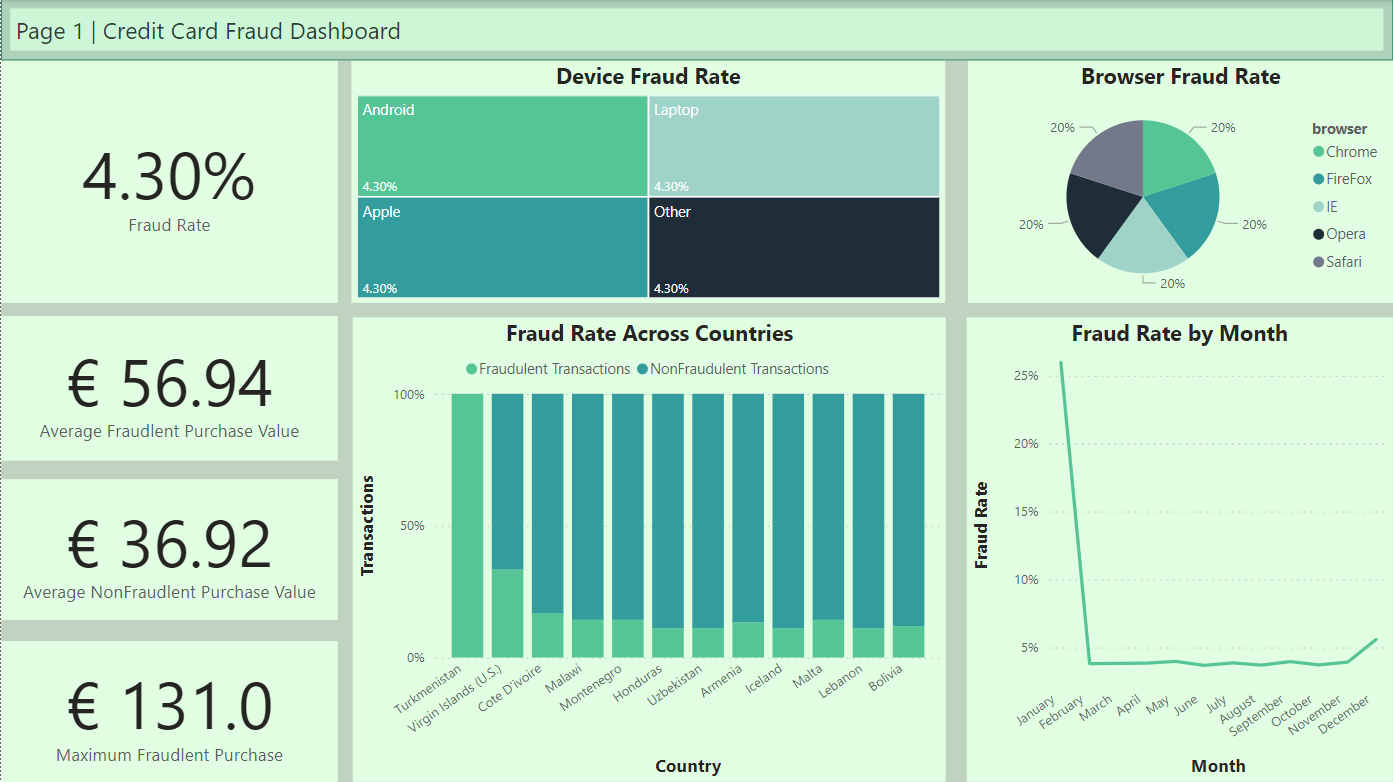 Page 1 | Credit Card Fraud Dashboard
4.30%
Fraud Rate
€ 56.94
Average Fraudlent Purchase Value
€ 36.92
Average NonFraudlent Purchase Value
€ 131.0
Maximum Fraudlent Purchase
Device Fraud Rate
Android
4.30%
Laptop
4.30%
Apple
4.30%
Other
4.30%
Browser Fraud Rate
20%
20%
20%
20%
20%
browser
Chrome
FireFox
IE
Opera
Safari
Fraud Rate Across Countries
Fraudulent Transactions
NonFraudulent Transactions
Transactions
100%
50%
0%
Turkmenistan
Virgin Islands (U.S.)
Cote D'ivoire
Malawi
Montenegro
Honduras
Uzbekistan
Armenia
Iceland
Malta
Lebanon
Bolivia
Country
Fraud Rate by Month
Fraud Rate
25%
20%
15%
10%
5%
January
February
March
April
May
June
July
August
September
October
November
December
Month